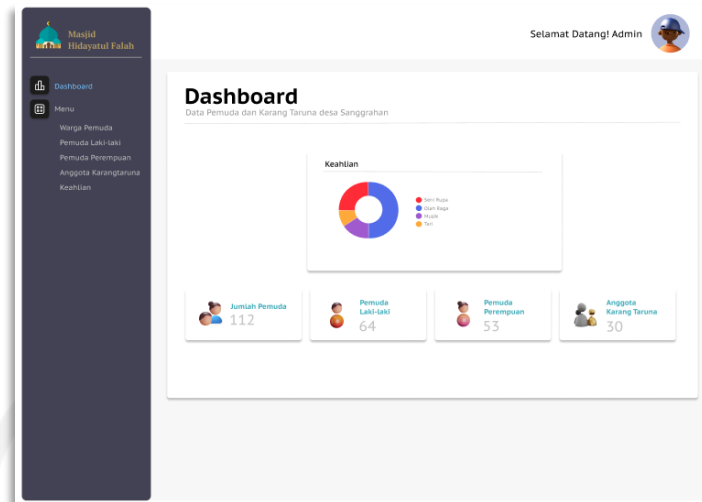 Masjid
Hidayatul Falah
Selamat Datang! Admin
Dashboard
Menu
Warga Pemuda
Pemuda Laki-laki
Pemuda Perempuan
Anggota Karangtaruna
Keahlian
Dashboard
Data Pemuda dan Karang Taruna desa Sanggrahan
Keahlian
Seni Rupa
Olah Raga
Musik
Tari
Jumlah Pemuda
112
Pemuda
Laki-laki
64
Pemuda
Perempuan
53
Anggota
Karang Taruna
30